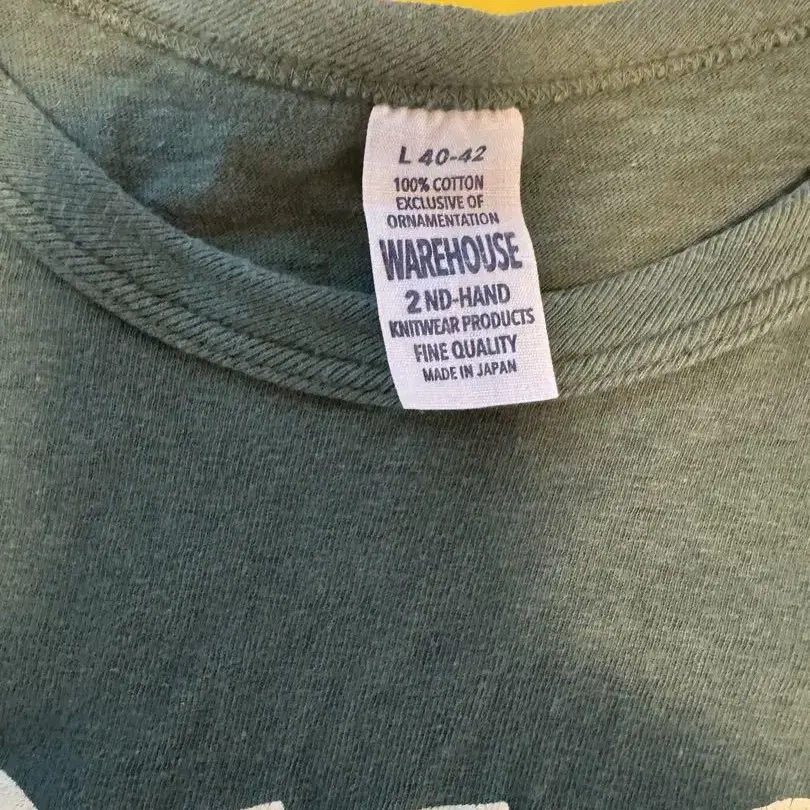 L 40-42
100% COTTON
EXCLUSIVE OF
ORNAMENTATION
WAREHOUSE
2 ND-HAND
KNITWEAR PRODUCTS
FINE QUALITY
MADE IN JAPAN